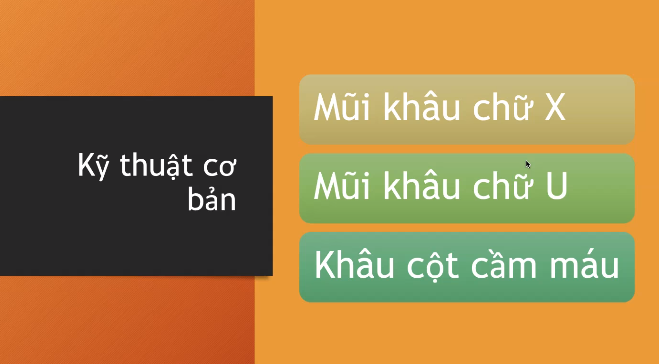 Kỹ thuật cơ
bản
Mũi khâu chữ X
Mũi khâu chữ U
Khâu cột cầm máu